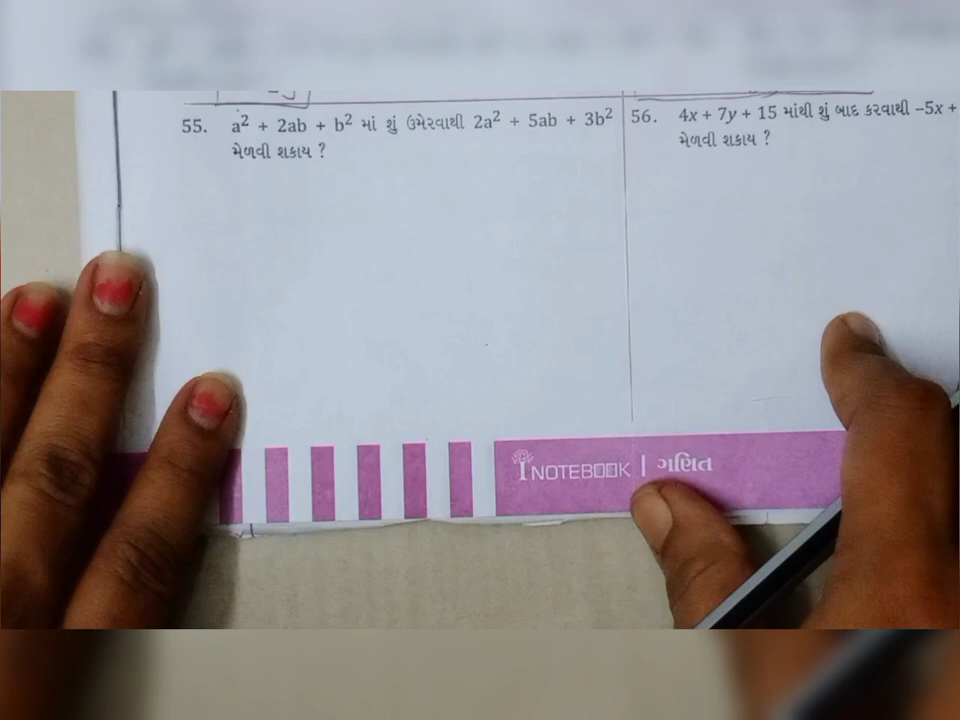 55. a² + 2ab + b² માં શું ઉમેરવાથી 2a² + 5ab + 3b²
મેળવી શકાય ?
56. 4x + 7y + 15 માંથી શું બાદ કરવાથી −5x +
મેળવી શકાય ?
iNOTEBOOK | ગણિત